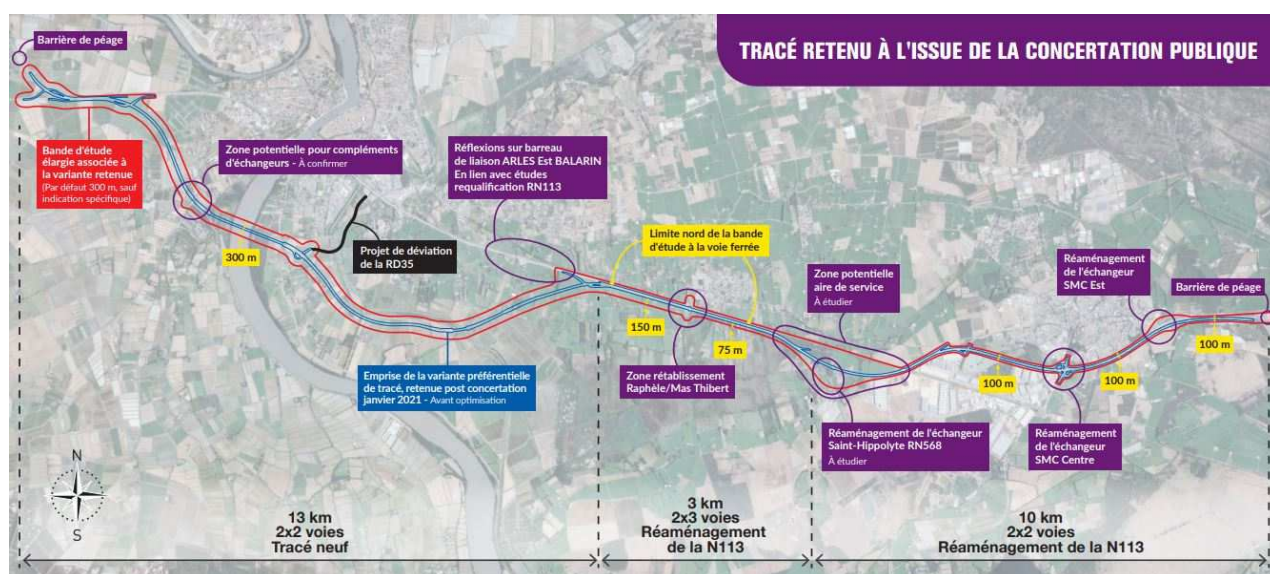 TRACÉ RETENU À L'ISSUE DE LA CONCERTATION PUBLIQUE
Barrière de péage
Bande d'étude
élargie associée à
la variante retenue
(Par défaut 300 m, sauf
indication spécifique)
Zone potentielle pour compléments
d'échangeurs - À confirmer
300 m
Projet de déviation
de la RD35
Réflexions sur barreau
de liaison ARLES Est BALARIN
En lien avec études
requalification RN113
Emprise de la variante préférentielle
de tracé, retenue post concertation
janvier 2021 - Avant optimisation
Limite nord de la bande
d'étude à la voie ferrée
150 m
75 m
Zone rétablissement
Raphèle/Mas Thibert
Zone potentielle
aire de service
À étudier
Réaménagement de l'échangeur
Saint-Hippolyte RN568
À étudier
100 m
Réaménagement
de l'échangeur
SMC Centre
100 m
Réaménagement
de l'échangeur
SMC Est
Barrière de péage
100 m
N
S
13 km
2x2 voies
Tracé neuf
3 km
2x3 voies
Réaménagement
de la N113
10 km
2x2 voies
Réaménagement de la N113